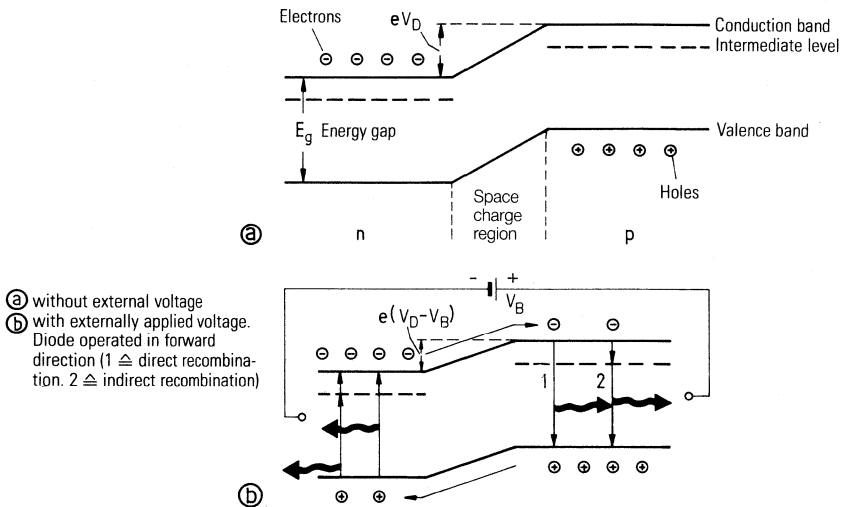 Electrons
eV_D
Conduction band
Intermediate level
E_g Energy gap
Valence band
Holes
Space
charge
region
ⓐ
n
p
ⓐ without external voltage
ⓑ with externally applied voltage.
Diode operated in forward
direction (1 ≙ direct recombina-
tion. 2 ≙ indirect recombination)
- +
V_B
e(V_D-V_B)
1
2
ⓑ